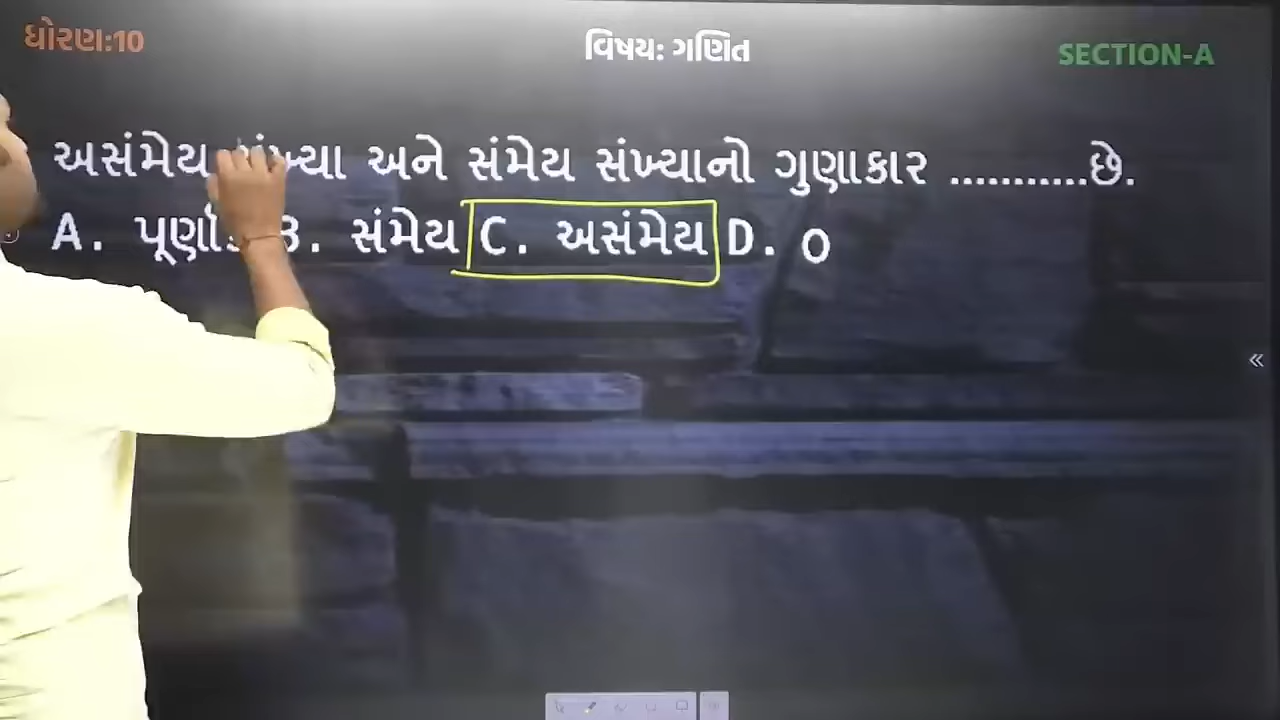 ધોરણ:10
વિષય: ગણિત
SECTION-A
અસંમેય સંખ્યા અને સંમેય સંખ્યાનો ગુણાકાર ...........છે.
A. B. સંમેય C. અસંમેય D. 0